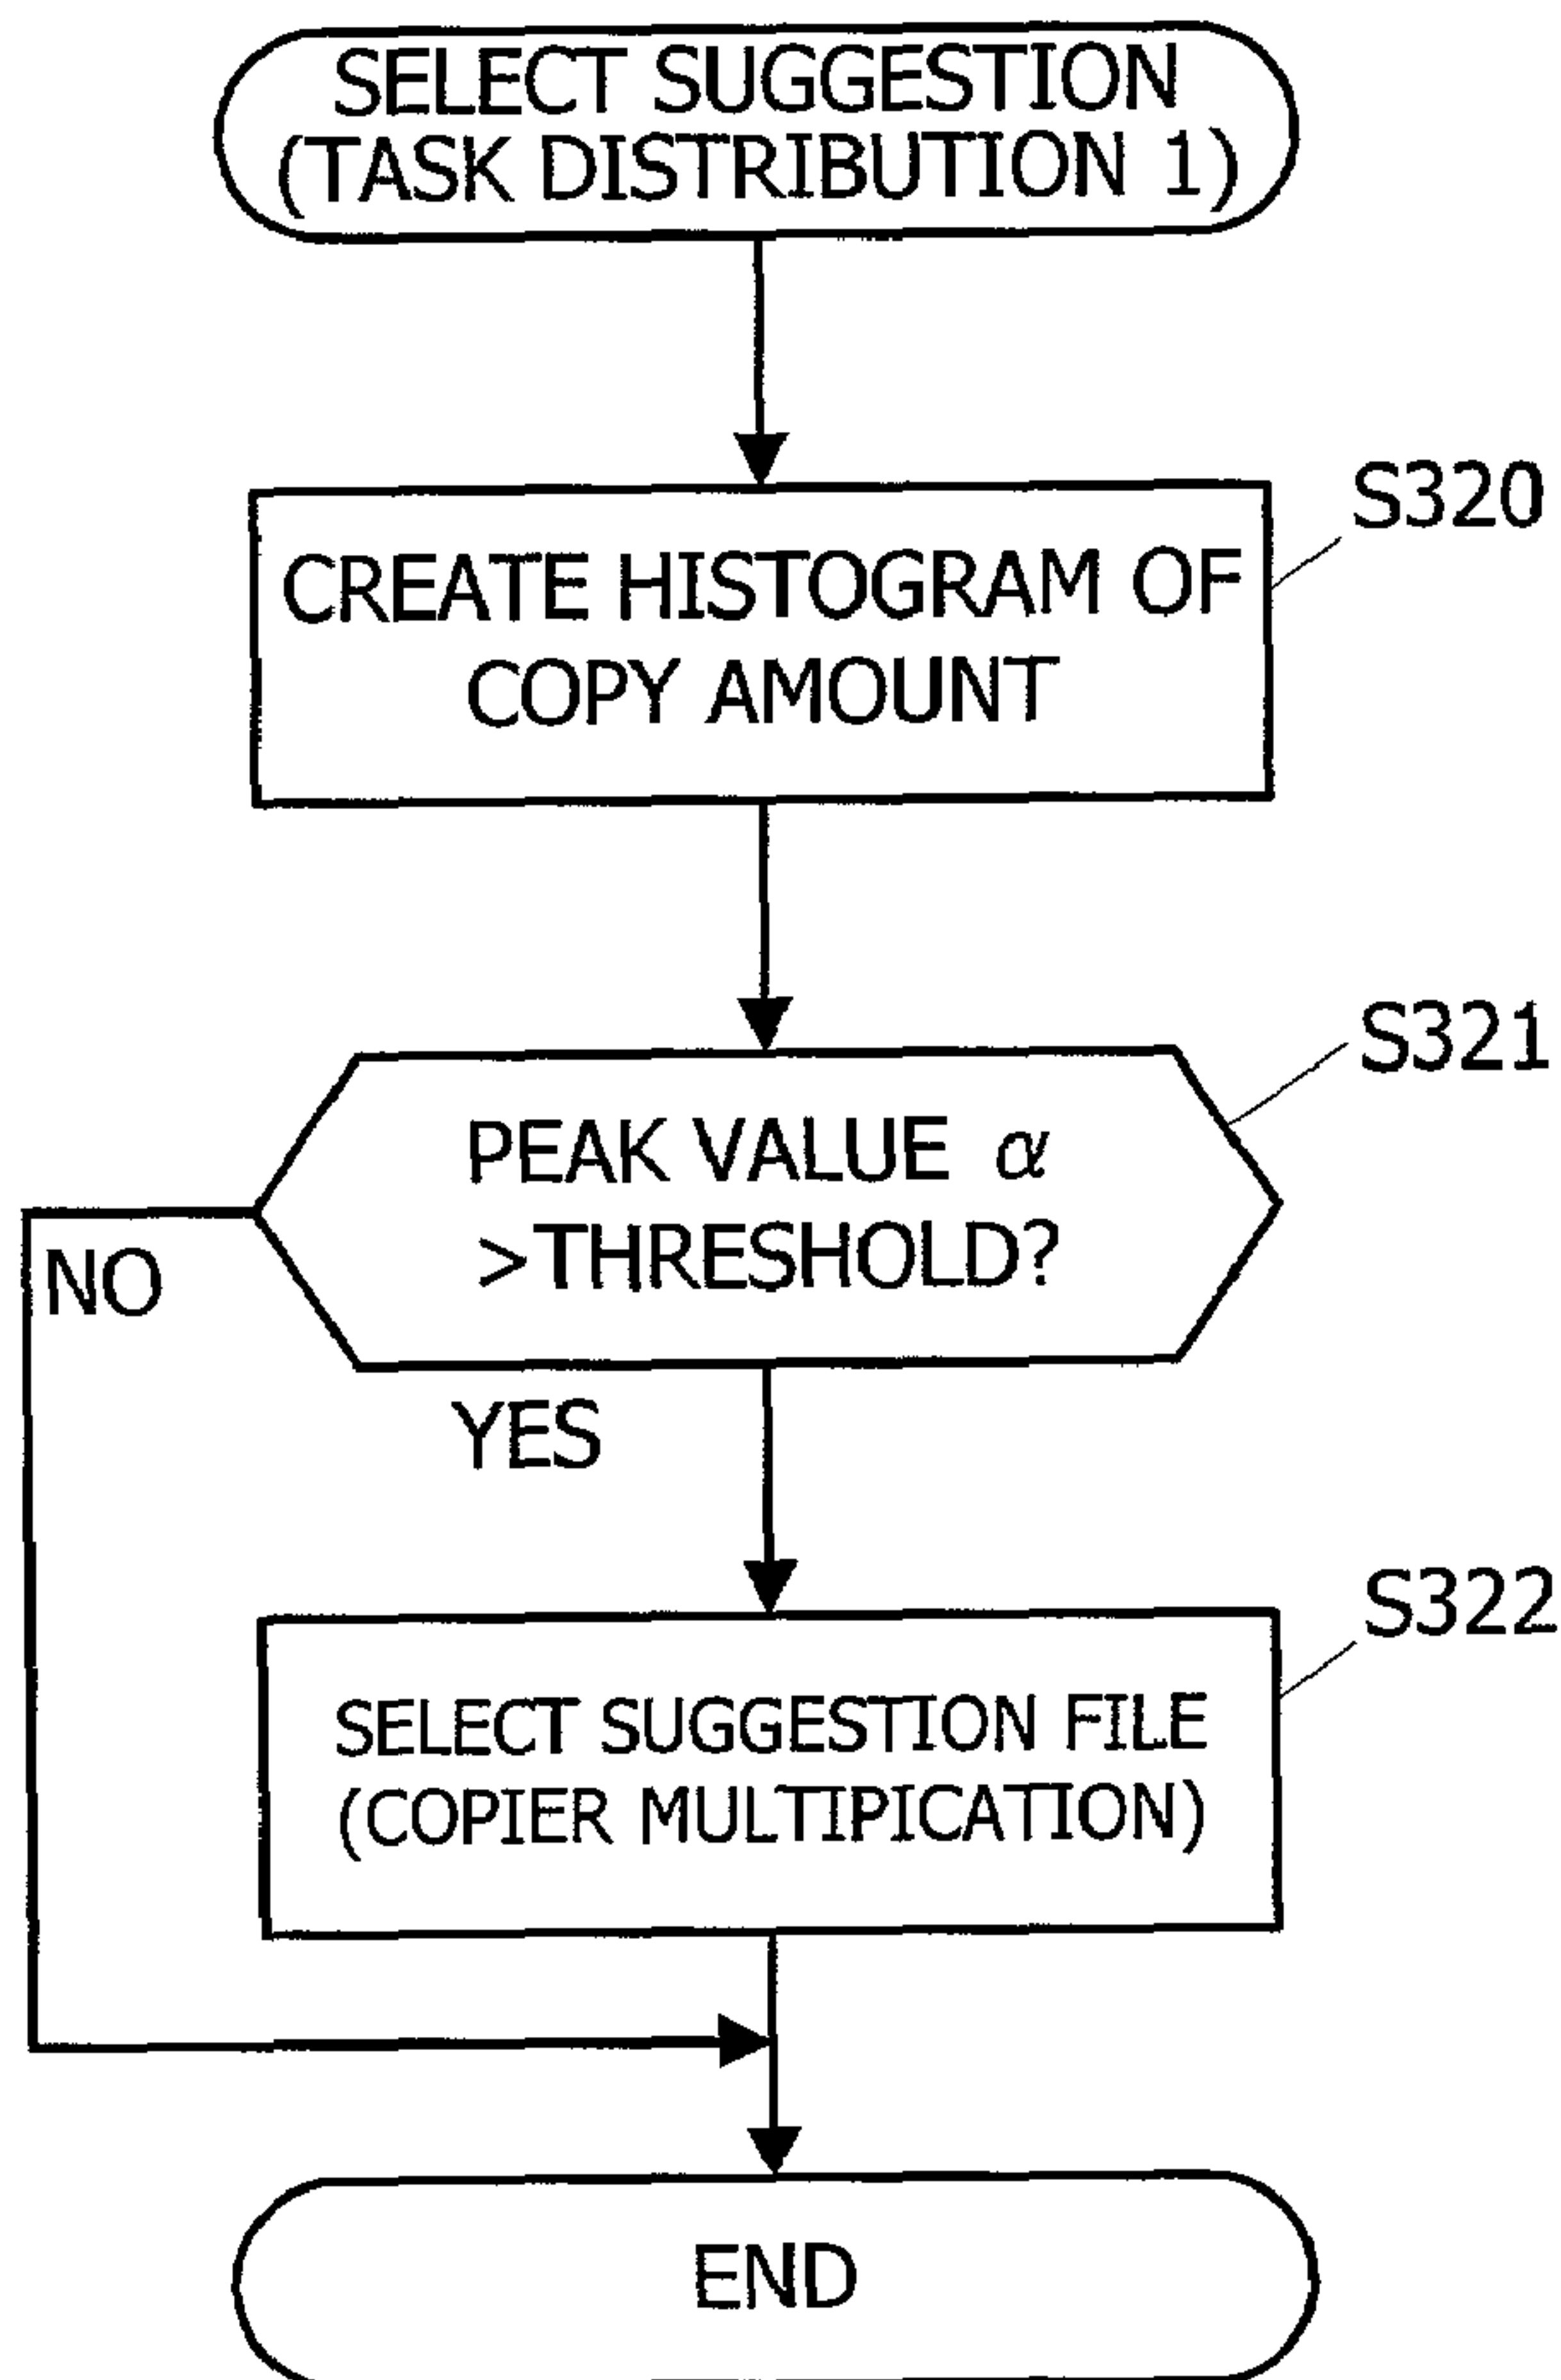 SELECT SUGGESTION
(TASK DISTRIBUTION 1)
S320
CREATE HISTOGRAM OF
COPY AMOUNT
S321
PEAK VALUE α
>THRESHOLD?
NO
YES
S322
SELECT SUGGESTION FILE
(COPIER MULTIPICATION)
END